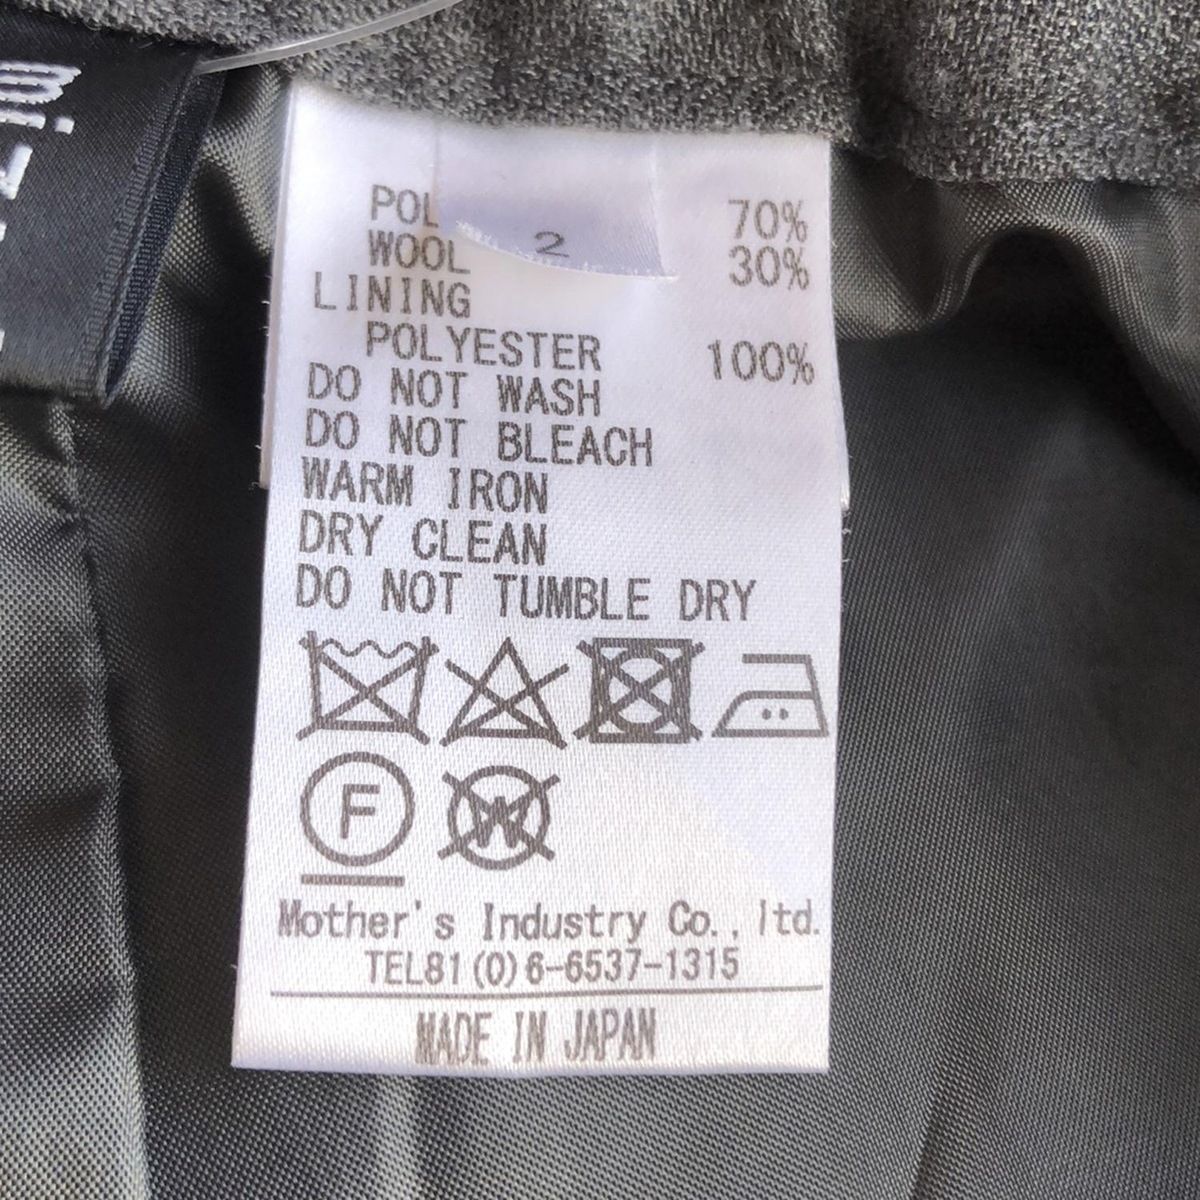 POL 70%
2
WOOL 30%
LINING
POLYESTER 100%
DO NOT WASH
DO NOT BLEACH
WARM IRON
DRY CLEAN
DO NOT TUMBLE DRY
F W
Mother's Industry Co., ltd.
TEL81(0)6-6537-1315
MADE IN JAPAN